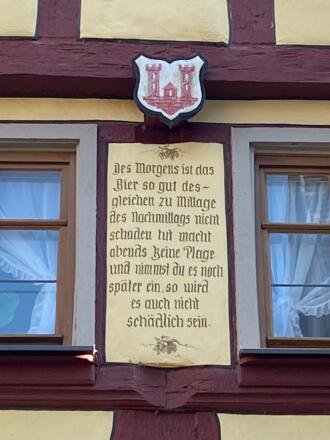 Des Morgens ist das
Bier so gut des-
gleichen zu Mittage
des Nachmittags nicht
schaden tut macht
abends Keine Plage
und nimmst du es noch
später ein, so wird
es auch nicht
schädlich sein.